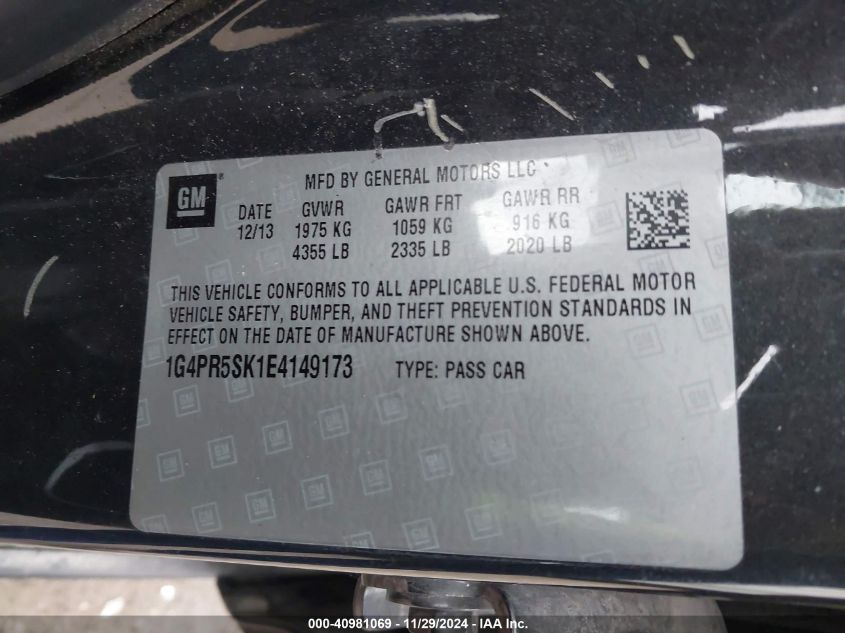 MFD BY GENERAL MOTORS LLC
GM
DATE GVWR GAWR FRT GAWR RR
12/13 1975 KG 1059 KG 916 KG
4355 LB 2335 LB 2020 LB
THIS VEHICLE CONFORMS TO ALL APPLICABLE U.S. FEDERAL MOTOR
VEHICLE SAFETY, BUMPER, AND THEFT PREVENTION STANDARDS IN
EFFECT ON THE DATE OF MANUFACTURE SHOWN ABOVE.
1G4PR5SK1E4149173 TYPE: PASS CAR
000-40981069 - 11/29/2024 - IAA Inc.